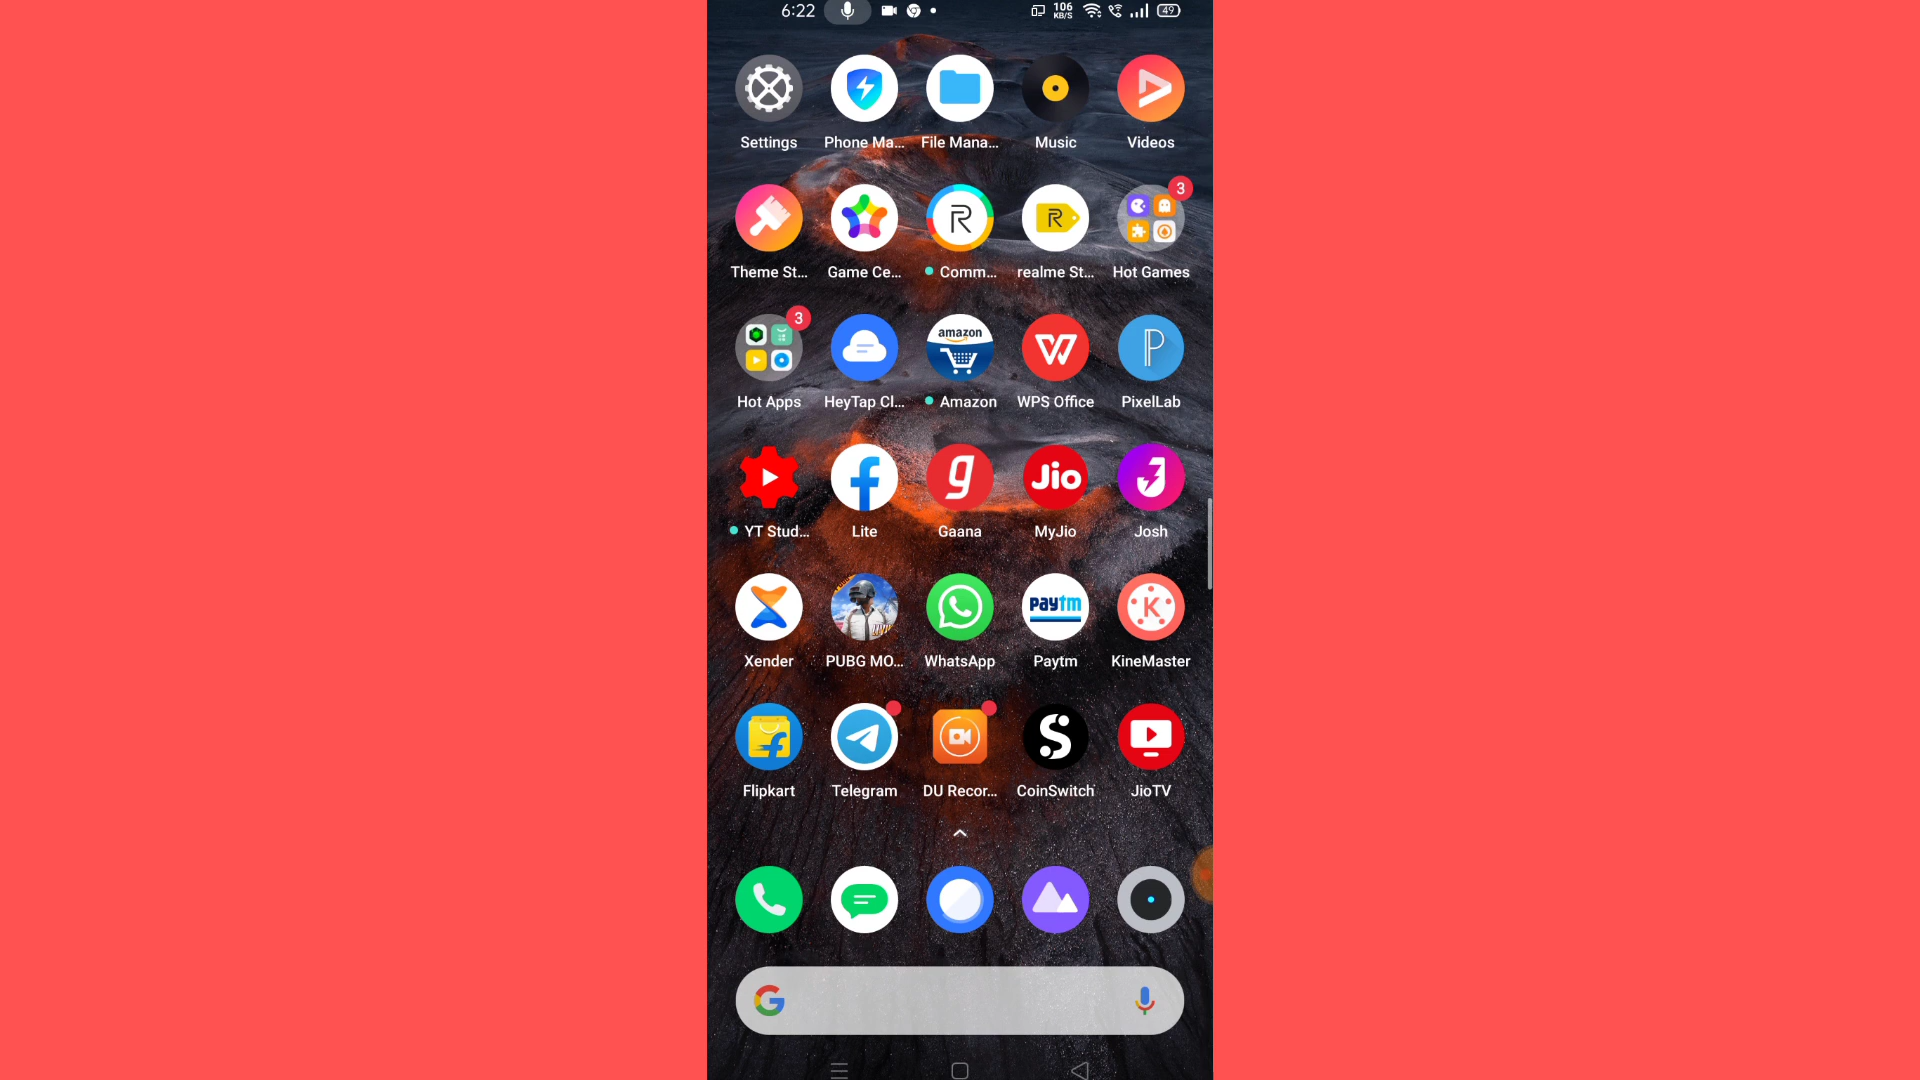 6:22 106 KB/S 49
Settings Phone Ma... File Mana... Music Videos
R R 3
Theme St... Game Ce... Comm... realme St... Hot Games
3 amazon W P
Hot Apps HeyTap Cl... Amazon WPS Office PixelLab
f g Jio J
YT Stud... Lite Gaana MyJio Josh
paytm K
Xender PUBG MO... WhatsApp Paytm KineMaster
f S
Flipkart Telegram DU Recor... CoinSwitch JioTV
G